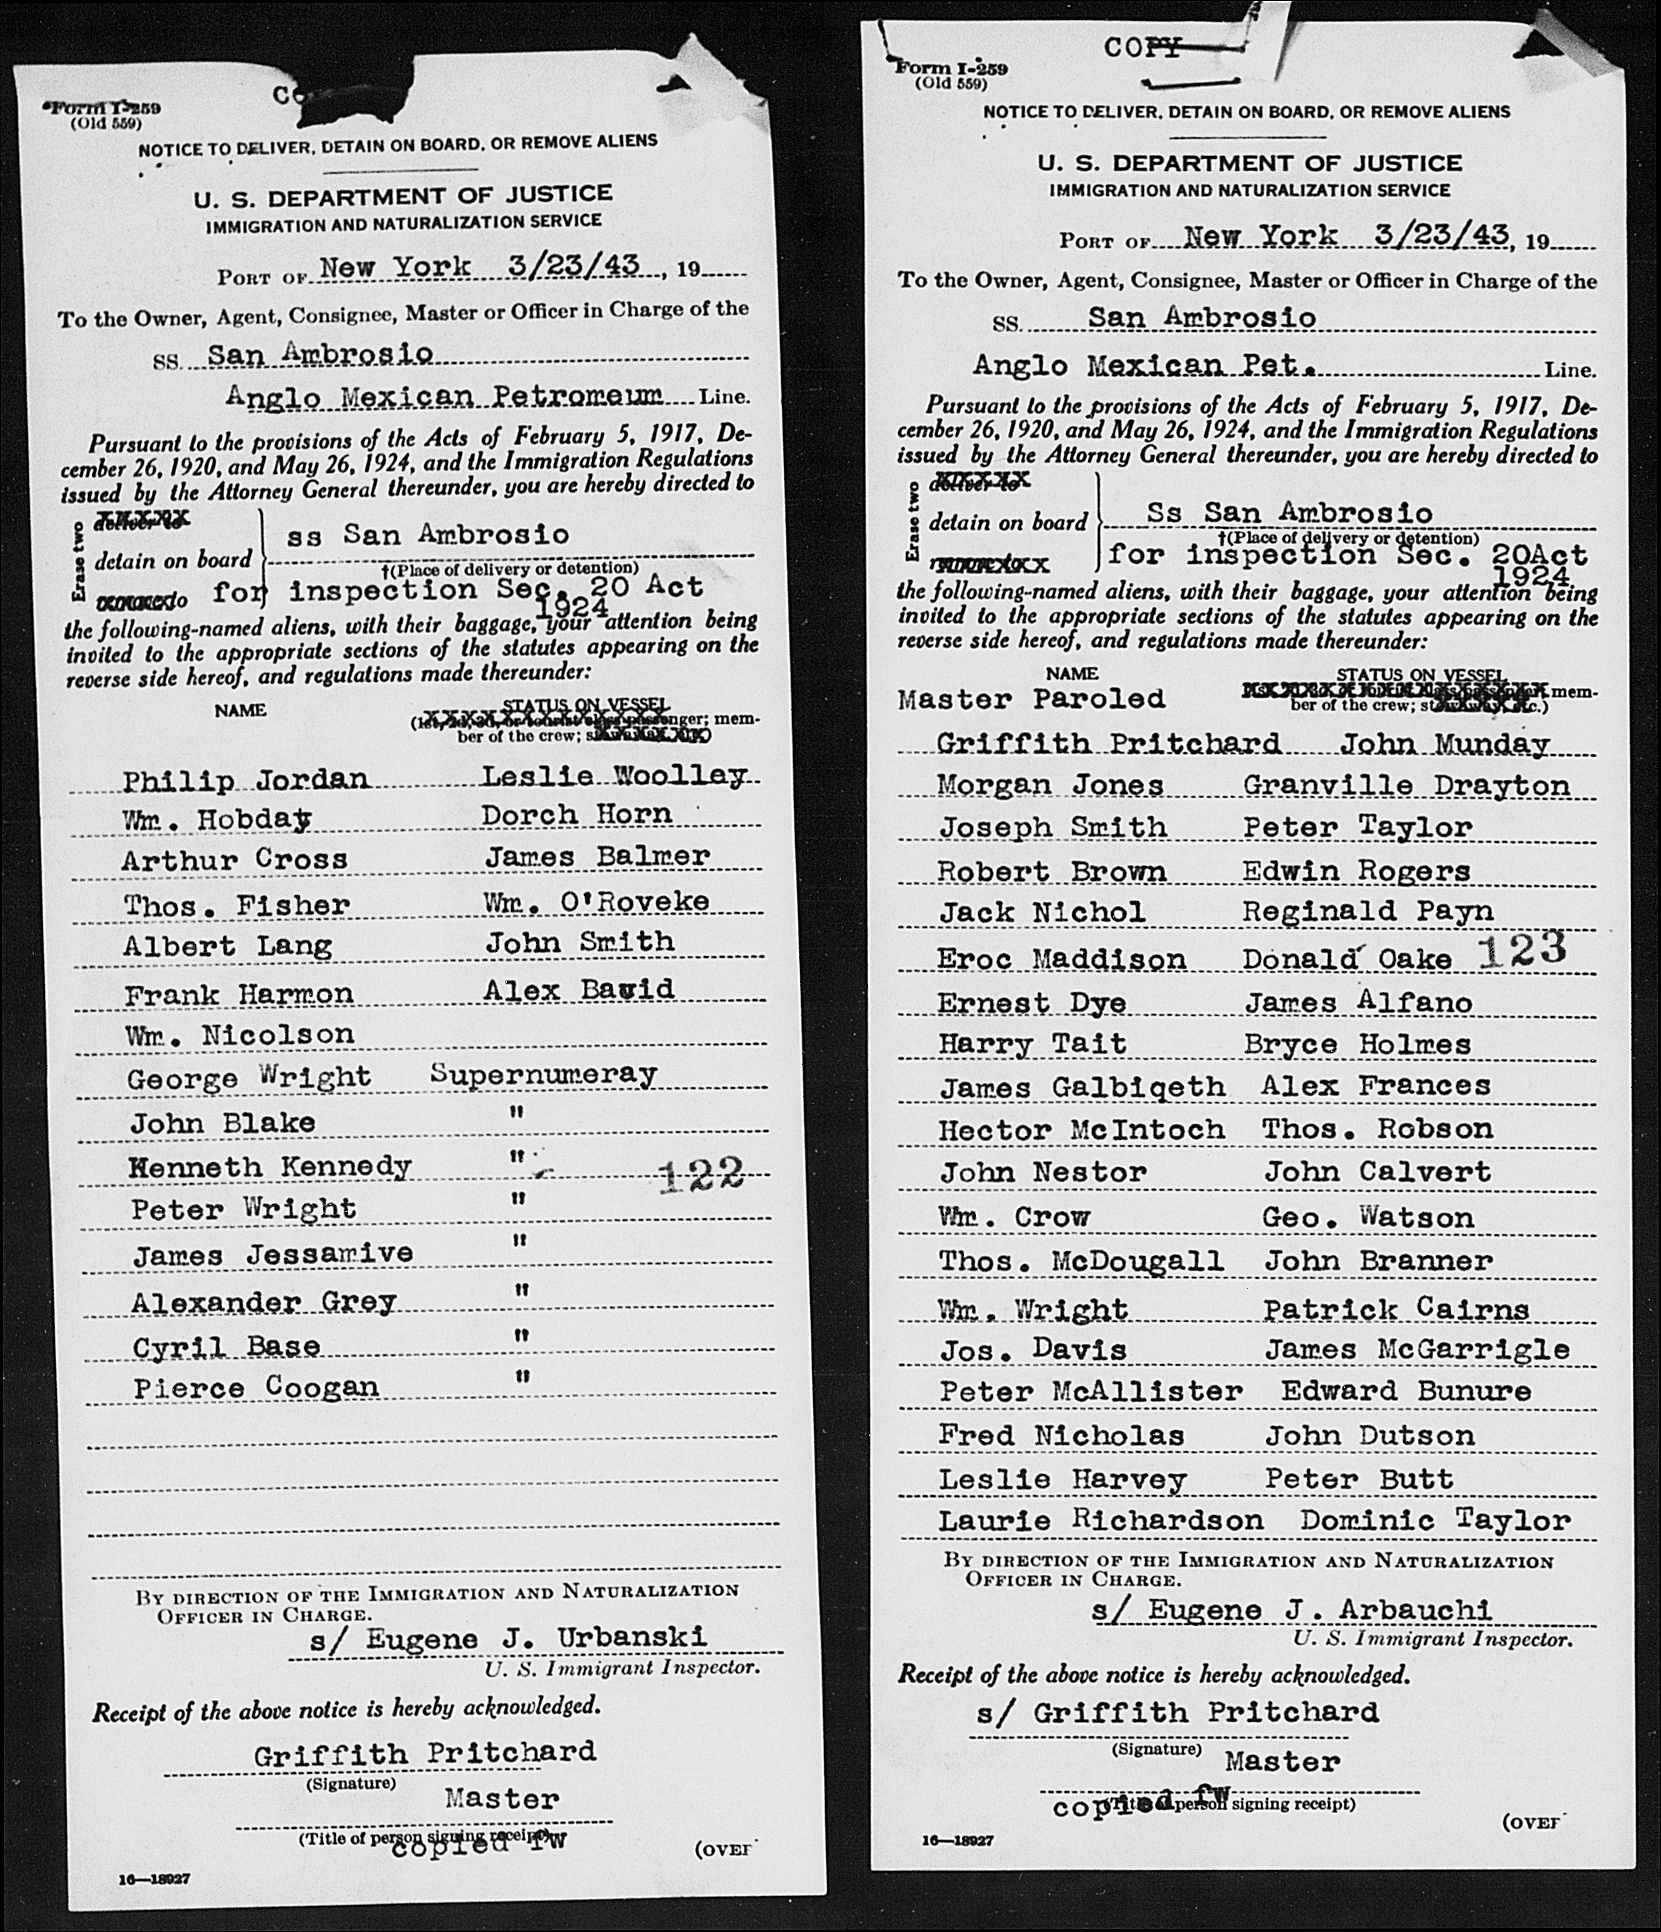 Form I-259
(Old 559)
NOTICE TO DELIVER, DETAIN ON BOARD, OR REMOVE ALIENS
U. S. DEPARTMENT OF JUSTICE
IMMIGRATION AND NATURALIZATION SERVICE
PORT OF New York 3/23/43, 19
To the Owner, Agent, Consignee, Master or Officer in Charge of the
SS. San Ambrosio
Anglo Mexican Petromeum Line.
Pursuant to the provisions of the Acts of February 5, 1917, De-
cember 26, 1920, and May 26, 1924, and the Immigration Regulations
issued by the Attorney General thereunder, you are hereby directed to
Erase two
deliver to
detain on board
ss San Ambrosio
†(Place of delivery or detention)
for inspection Sec. 20 Act
1924
the following-named aliens, with their baggage, your attention being
invited to the appropriate sections of the statutes appearing on the
reverse side hereof, and regulations made thereunder:
NAME STATUS ON VESSEL
(1st, 2d, 3d, or tourist class passenger; mem-
ber of the crew;
Philip Jordan Leslie Woolley
Wm. Hobday Dorch Horn
Arthur Cross James Balmer
Thos. Fisher Wm. O'Roveke
Albert Lang John Smith
Frank Harmon Alex Bavid
Wm. Nicolson
George Wright Supernumeray
John Blake "
Kenneth Kennedy " 122
Peter Wright "
James Jessamive "
Alexander Grey "
Cyril Base "
Pierce Coogan "
BY DIRECTION OF THE IMMIGRATION AND NATURALIZATION
OFFICER IN CHARGE.
s/ Eugene J. Urbanski
U. S. Immigrant Inspector.
Receipt of the above notice is hereby acknowledged.
Griffith Pritchard
(Signature)
Master
(Title of person signing receipt)
copied fw
(OVER
16—18927
COPY
Form I-259
(Old 559)
NOTICE TO DELIVER, DETAIN ON BOARD, OR REMOVE ALIENS
U. S. DEPARTMENT OF JUSTICE
IMMIGRATION AND NATURALIZATION SERVICE
PORT OF New York 3/23/43, 19
To the Owner, Agent, Consignee, Master or Officer in Charge of the
SS. San Ambrosio
Anglo Mexican Pet. Line.
Pursuant to the provisions of the Acts of February 5, 1917, De-
cember 26, 1920, and May 26, 1924, and the Immigration Regulations
issued by the Attorney General thereunder, you are hereby directed to
Erase two
deliver to
detain on board
Ss San Ambrosio
†(Place of delivery or detention)
for inspection Sec. 20Act
1924
the following-named aliens, with their baggage, your attention being
invited to the appropriate sections of the statutes appearing on the
reverse side hereof, and regulations made thereunder:
NAME STATUS ON VESSEL
Master Paroled mem-
ber of the crew;
Griffith Pritchard John Munday
Morgan Jones Granville Drayton
Joseph Smith Peter Taylor
Robert Brown Edwin Rogers
Jack Nichol Reginald Payn
Eroc Maddison Donald Oake 123
Ernest Dye James Alfano
Harry Tait Bryce Holmes
James Galbiqeth Alex Frances
Hector McIntoch Thos. Robson
John Nestor John Calvert
Wm. Crow Geo. Watson
Thos. McDougall John Branner
Wm. Wright Patrick Cairns
Jos. Davis James McGarrigle
Peter McAllister Edward Bunure
Fred Nicholas John Dutson
Leslie Harvey Peter Butt
Laurie Richardson Dominic Taylor
BY DIRECTION OF THE IMMIGRATION AND NATURALIZATION
OFFICER IN CHARGE.
s/ Eugene J. Arbauchi
U. S. Immigrant Inspector.
Receipt of the above notice is hereby acknowledged.
s/ Griffith Pritchard
(Signature)
Master
(Title of person signing receipt)
copied fw
(OVER
16—18927